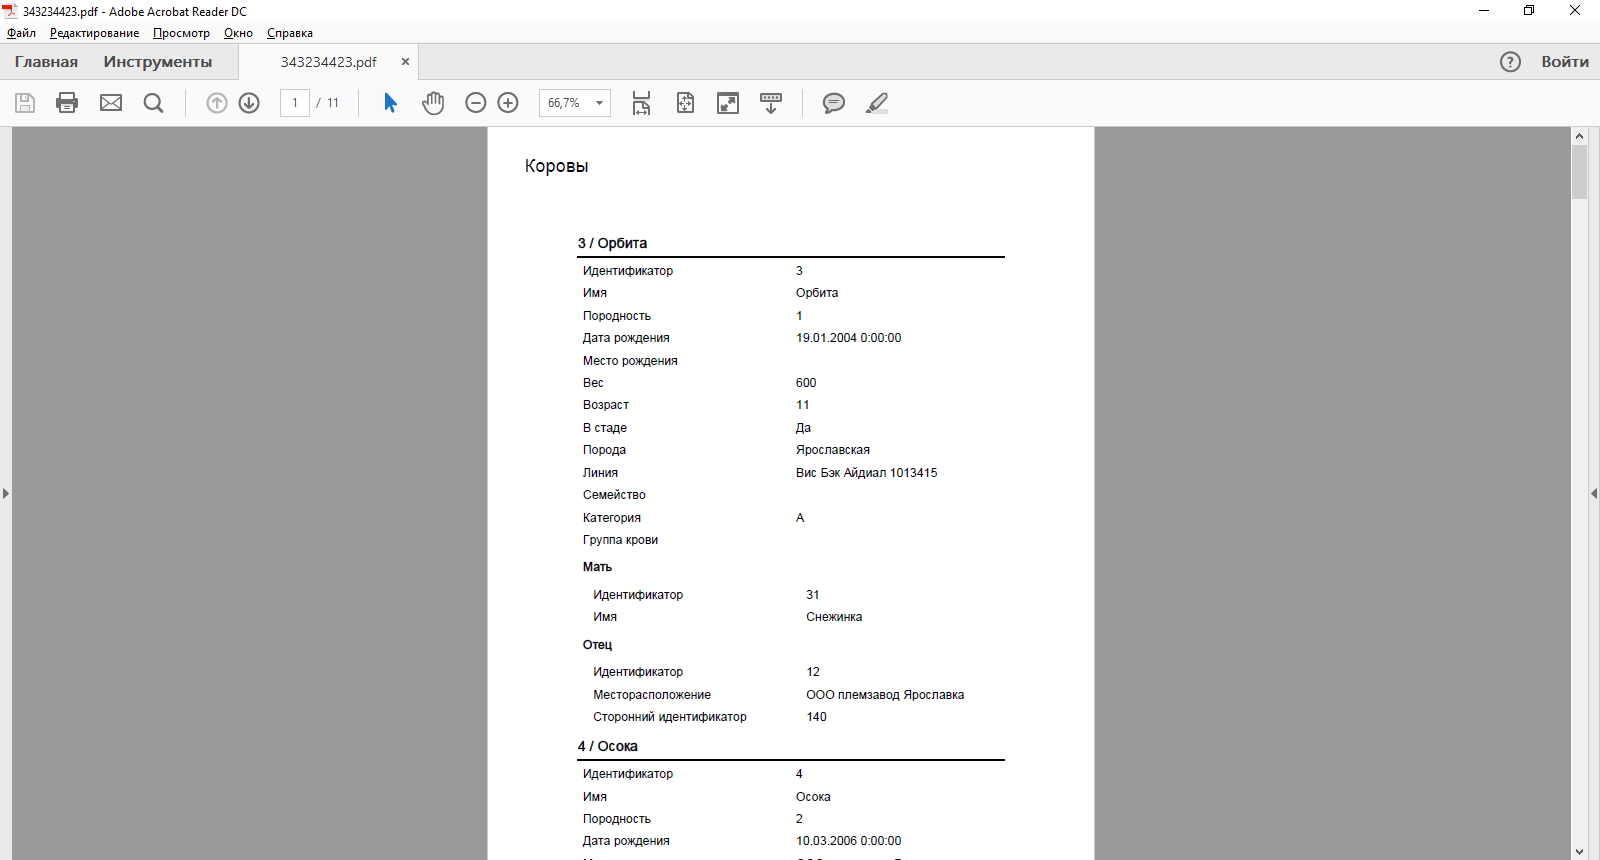 343234423.pdf - Adobe Acrobat Reader DC
Файл Редактирование Просмотр Окно Справка
Главная Инструменты 343234423.pdf × ? Войти
1 / 11 66,7%
Коровы
3 / Орбита
Идентификатор 3
Имя Орбита
Породность 1
Дата рождения 19.01.2004 0:00:00
Место рождения
Вес 600
Возраст 11
В стаде Да
Порода Ярославская
Линия Вис Бэк Айдиал 1013415
Семейство
Категория А
Группа крови
Мать
Идентификатор 31
Имя Снежинка
Отец
Идентификатор 12
Месторасположение ООО племзавод Ярославка
Сторонний идентификатор 140
4 / Осока
Идентификатор 4
Имя Осока
Породность 2
Дата рождения 10.03.2006 0:00:00